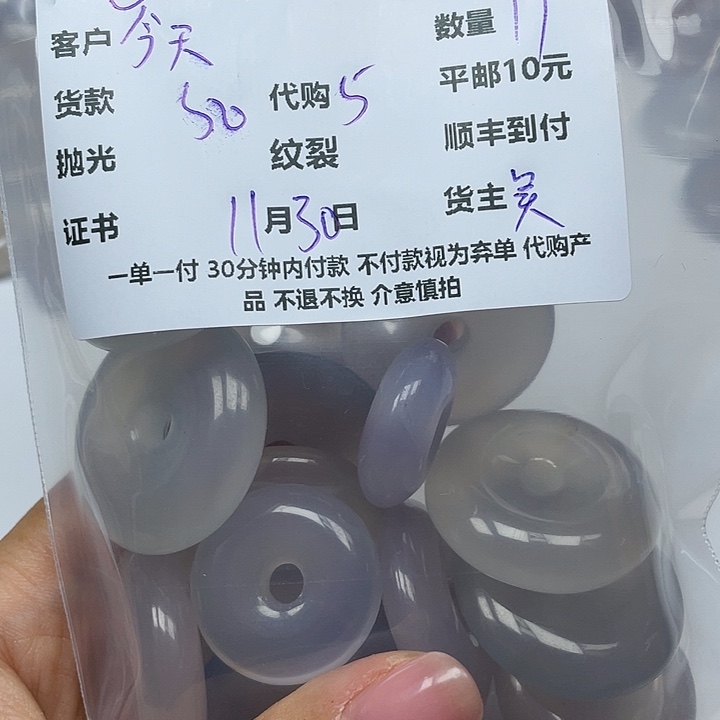 客户 今天 数量 11
货款 50 代购 5 平邮10元
抛光 纹裂 顺丰到付
证书 11月30日 货主 美
一单一付 30分钟内付款 不付款视为弃单 代购产
品 不退不换 介意慎拍